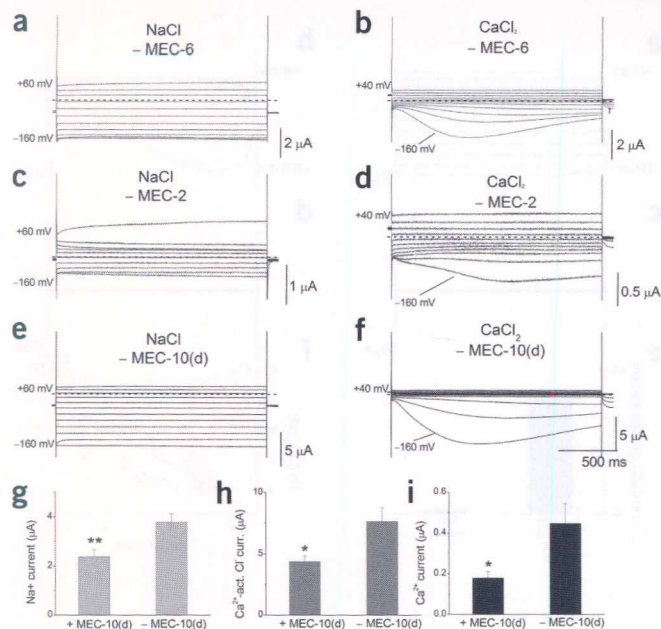 a
NaCl
– MEC-6
+60 mV
–160 mV
2 µA
b
CaCl₂
– MEC-6
+40 mV
–160 mV
2 µA
c
NaCl
– MEC-2
+60 mV
–160 mV
1 µA
d
CaCl₂
– MEC-2
+40 mV
–160 mV
0.5 µA
e
NaCl
– MEC-10(d)
+60 mV
–160 mV
5 µA
f
CaCl₂
– MEC-10(d)
+40 mV
–160 mV
5 µA
500 ms
g
Na+ current (µA)
4
2
0
**
+ MEC-10(d)
– MEC-10(d)
h
Ca²⁺-act. Cl⁻ curr. (µA)
10
5
0
*
+ MEC-10(d)
– MEC-10(d)
i
Ca²⁺ current (µA)
0.6
0.4
0.2
0
*
+ MEC-10(d)
– MEC-10(d)